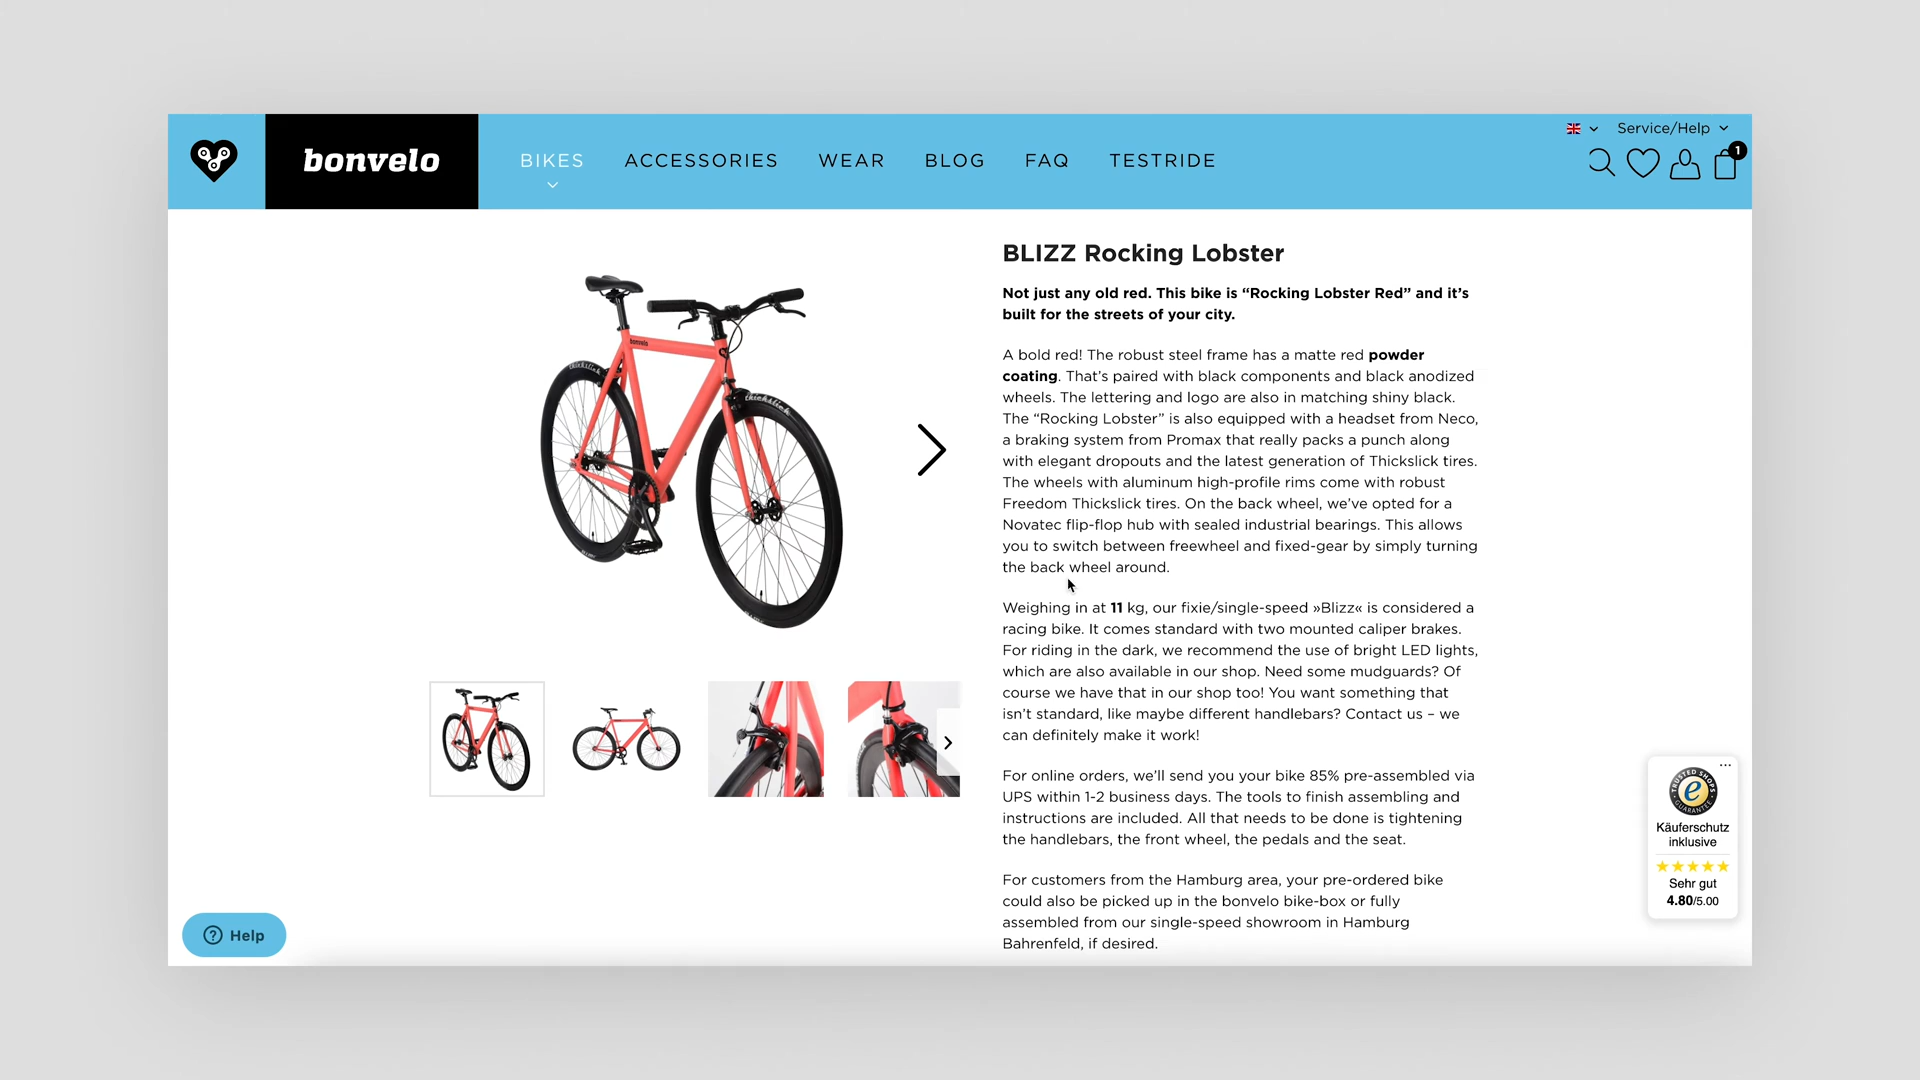 Service/Help
bonvelo
BIKES
ACCESSORIES
WEAR
BLOG
FAQ
TESTRIDE
1
bonvelo
thickslick
thickslick
BLIZZ Rocking Lobster
Not just any old red. This bike is “Rocking Lobster Red” and it’s
built for the streets of your city.
A bold red! The robust steel frame has a matte red powder
coating. That’s paired with black components and black anodized
wheels. The lettering and logo are also in matching shiny black.
The “Rocking Lobster” is also equipped with a headset from Neco,
a braking system from Promax that really packs a punch along
with elegant dropouts and the latest generation of Thickslick tires.
The wheels with aluminum high-profile rims come with robust
Freedom Thickslick tires. On the back wheel, we’ve opted for a
Novatec flip-flop hub with sealed industrial bearings. This allows
you to switch between freewheel and fixed-gear by simply turning
the back wheel around.
Weighing in at 11 kg, our fixie/single-speed »Blizz« is considered a
racing bike. It comes standard with two mounted caliper brakes.
For riding in the dark, we recommend the use of bright LED lights,
which are also available in our shop. Need some mudguards? Of
course we have that in our shop too! You want something that
isn’t standard, like maybe different handlebars? Contact us – we
can definitely make it work!
For online orders, we’ll send you your bike 85% pre-assembled via
UPS within 1-2 business days. The tools to finish assembling and
instructions are included. All that needs to be done is tightening
the handlebars, the front wheel, the pedals and the seat.
For customers from the Hamburg area, your pre-ordered bike
could also be picked up in the bonvelo bike-box or fully
assembled from our single-speed showroom in Hamburg
Bahrenfeld, if desired.
TRUSTED SHOPS
e
GUARANTEE
Käuferschutz
inklusive
Sehr gut
4.80/5.00
Help